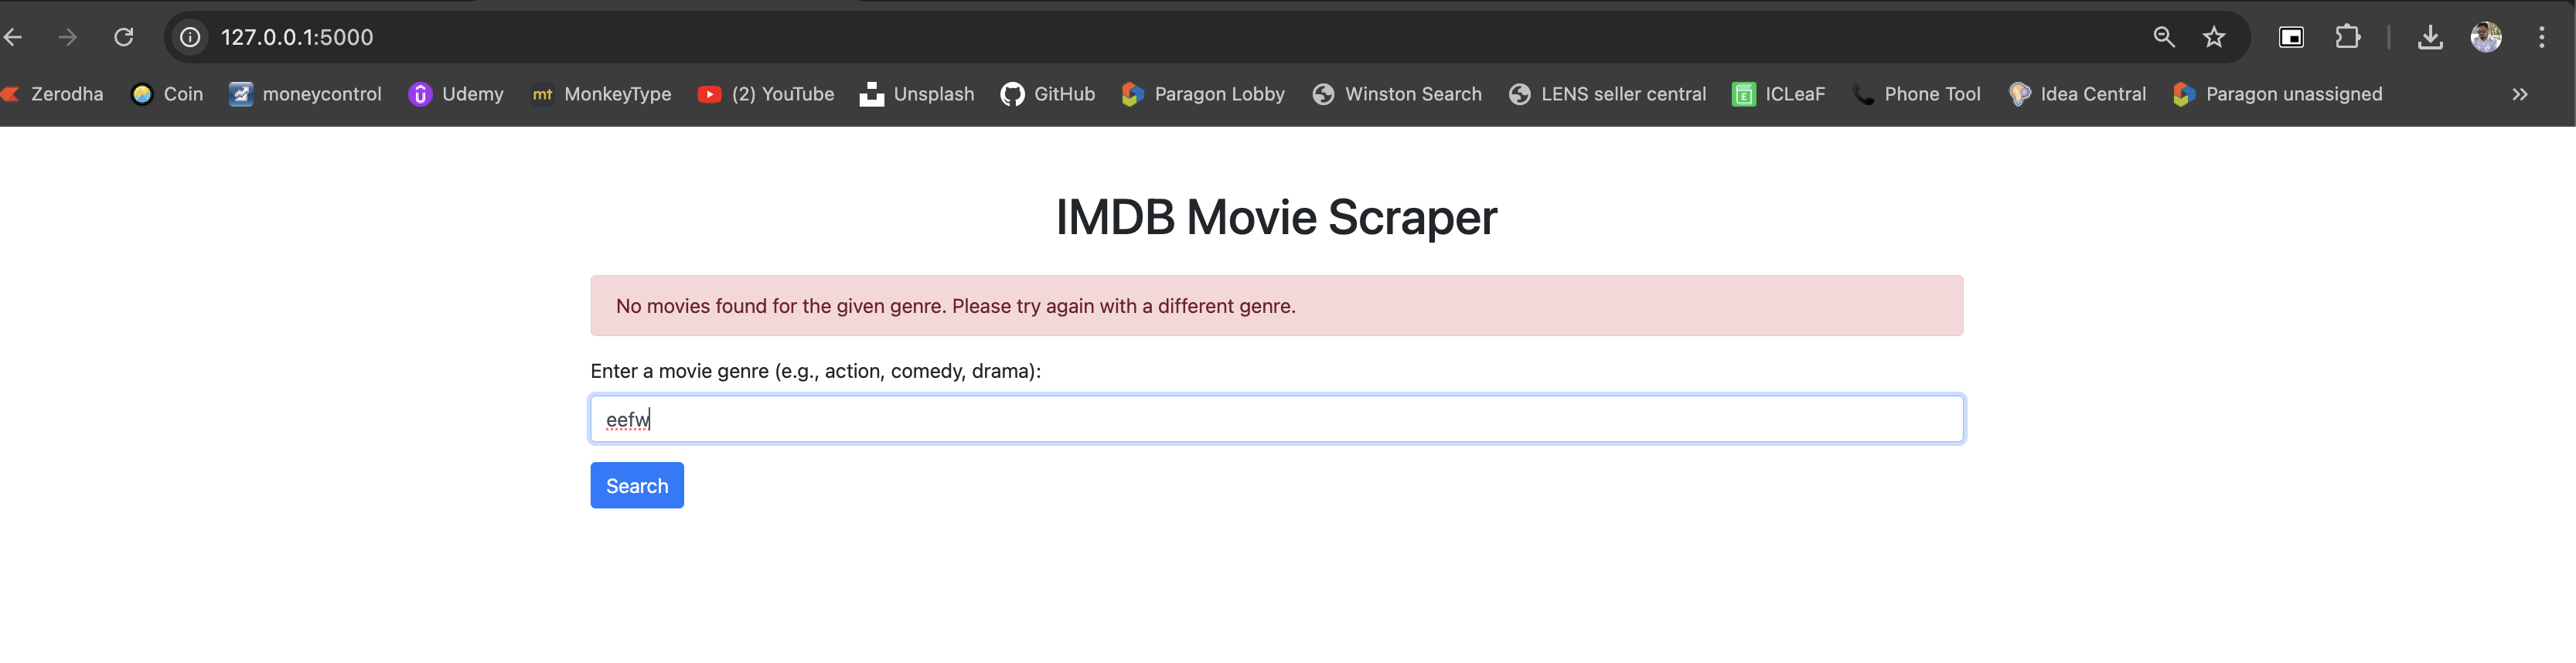 127.0.0.1:5000
Zerodha Coin moneycontrol Udemy mt MonkeyType (2) YouTube Unsplash GitHub Paragon Lobby Winston Search LENS seller central E ICLeaF Phone Tool Idea Central Paragon unassigned »
IMDB Movie Scraper
No movies found for the given genre. Please try again with a different genre.
Enter a movie genre (e.g., action, comedy, drama):
eefw
Search